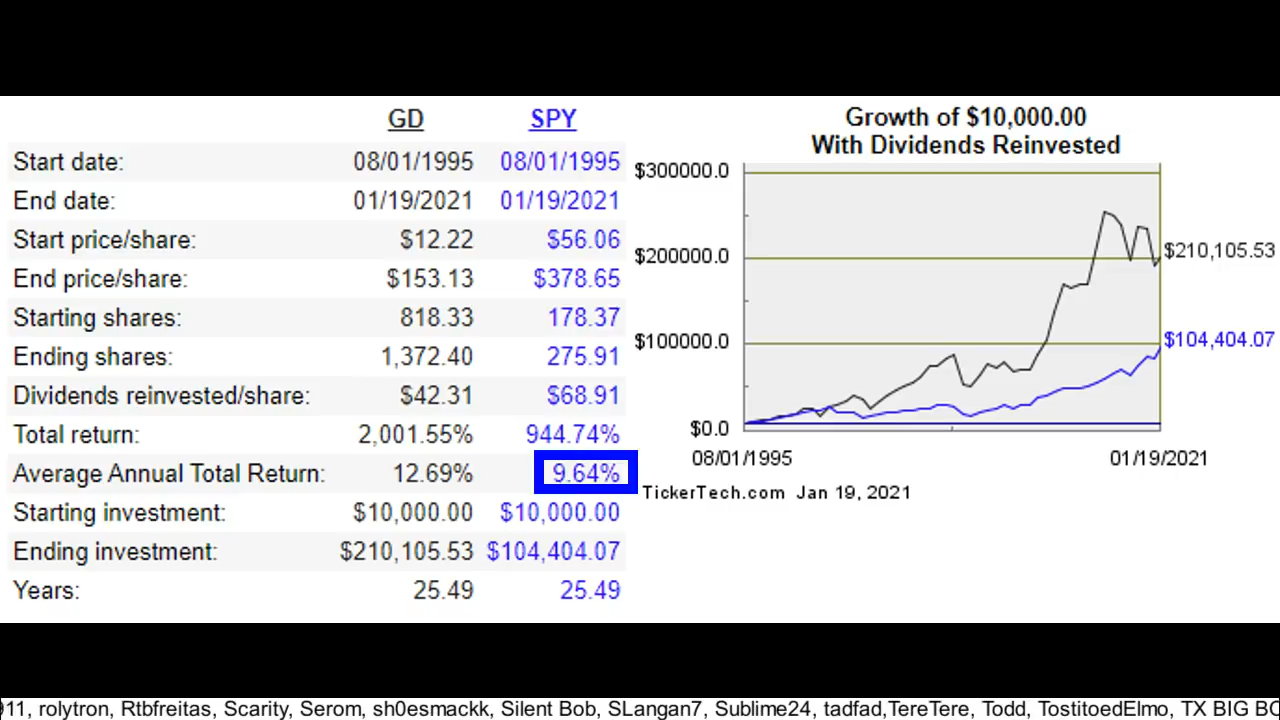 GD SPY
Start date: 08/01/1995 08/01/1995
End date: 01/19/2021 01/19/2021
Start price/share: $12.22 $56.06
End price/share: $153.13 $378.65
Starting shares: 818.33 178.37
Ending shares: 1,372.40 275.91
Dividends reinvested/share: $42.31 $68.91
Total return: 2,001.55% 944.74%
Average Annual Total Return: 12.69% 9.64%
Starting investment: $10,000.00 $10,000.00
Ending investment: $210,105.53 $104,404.07
Years: 25.49 25.49
Growth of $10,000.00
With Dividends Reinvested
$300000.0
$200000.0
$100000.0
$0.0
$210,105.53
$104,404.07
08/01/1995 01/19/2021
TickerTech.com Jan 19, 2021
911, rolytron, Rtbfreitas, Scarity, Serom, sh0esmackk, Silent Bob, SLangan7, Sublime24, tadfad,TereTere, Todd, TostitoedElmo, TX BIG